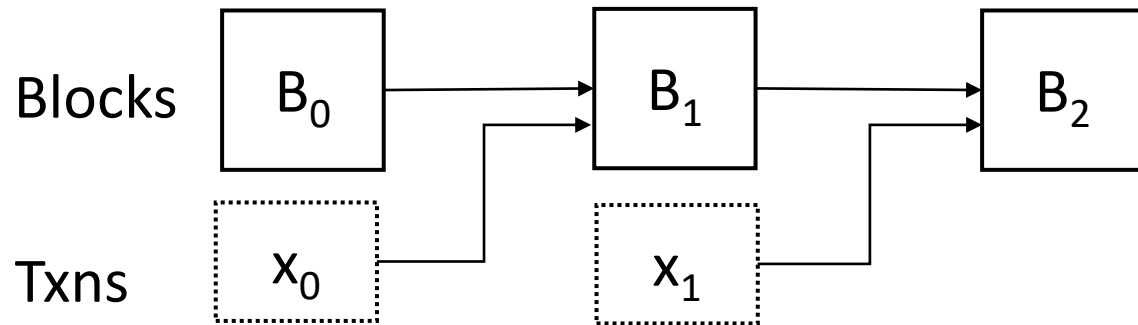 Blocks B₀ B₁ B₂
Txns x₀ x₁